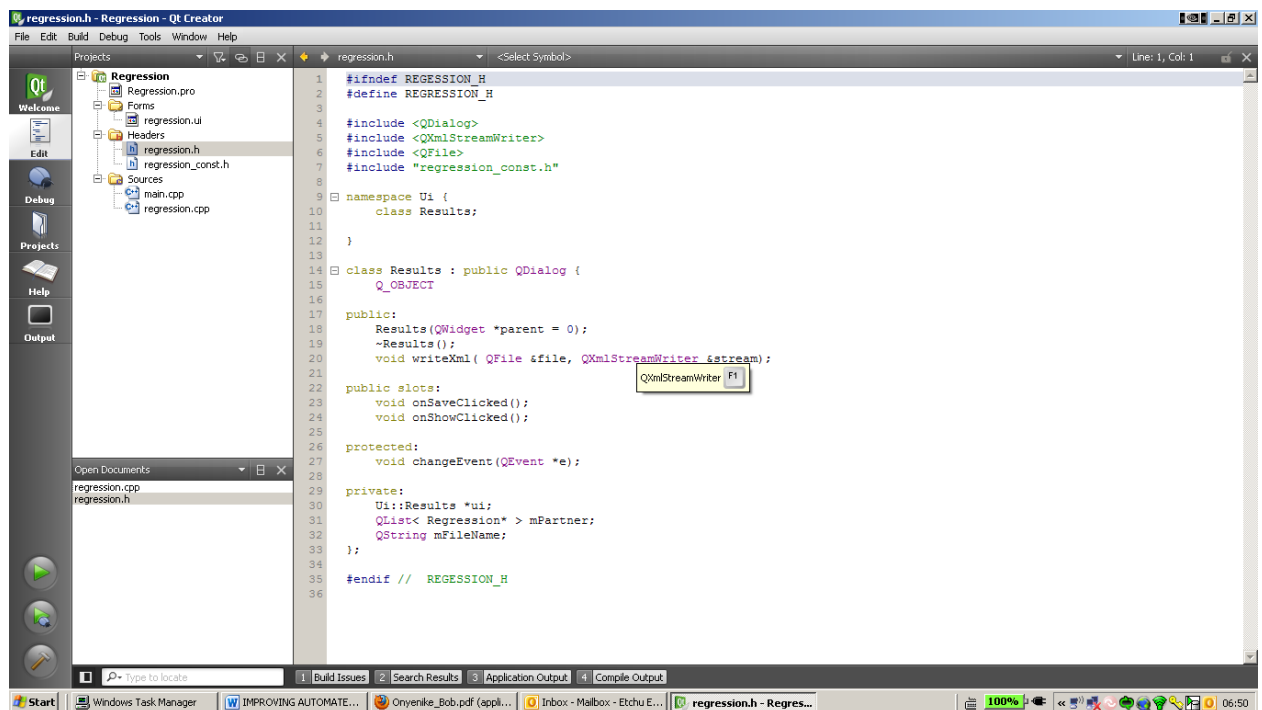 regression.h - Regression - Qt Creator
File Edit Build Debug Tools Window Help
Projects
regression.h
<Select Symbol>
Line: 1, Col: 1
Qt
Welcome
Edit
Debug
Projects
Help
Output
Regression
Regression.pro
Forms
regression.ui
Headers
regression.h
regression_const.h
Sources
main.cpp
regression.cpp
Open Documents
regression.cpp
regression.h
1 #ifndef REGESSION_H
2 #define REGRESSION_H
3
4 #include <QDialog>
5 #include <QXmlStreamWriter>
6 #include <QFile>
7 #include "regression_const.h"
8
9 namespace Ui {
10 class Results;
11
12 }
13
14 class Results : public QDialog {
15 Q_OBJECT
16
17 public:
18 Results(QWidget *parent = 0);
19 ~Results();
20 void writeXml( QFile &file, QXmlStreamWriter &stream);
21
QXmlStreamWriter F1
22 public slots:
23 void onSaveClicked();
24 void onShowClicked();
25
26 protected:
27 void changeEvent(QEvent *e);
28
29 private:
30 Ui::Results *ui;
31 QList< Regression* > mPartner;
32 QString mFileName;
33 };
34
35 #endif // REGESSION_H
36
Type to locate
1 Build Issues 2 Search Results 3 Application Output 4 Compile Output
Start Windows Task Manager IMPROVING AUTOMATE... Onyenike_Bob.pdf (appli... Inbox - Mailbox - Etchu E... regression.h - Regres... 100% 06:50